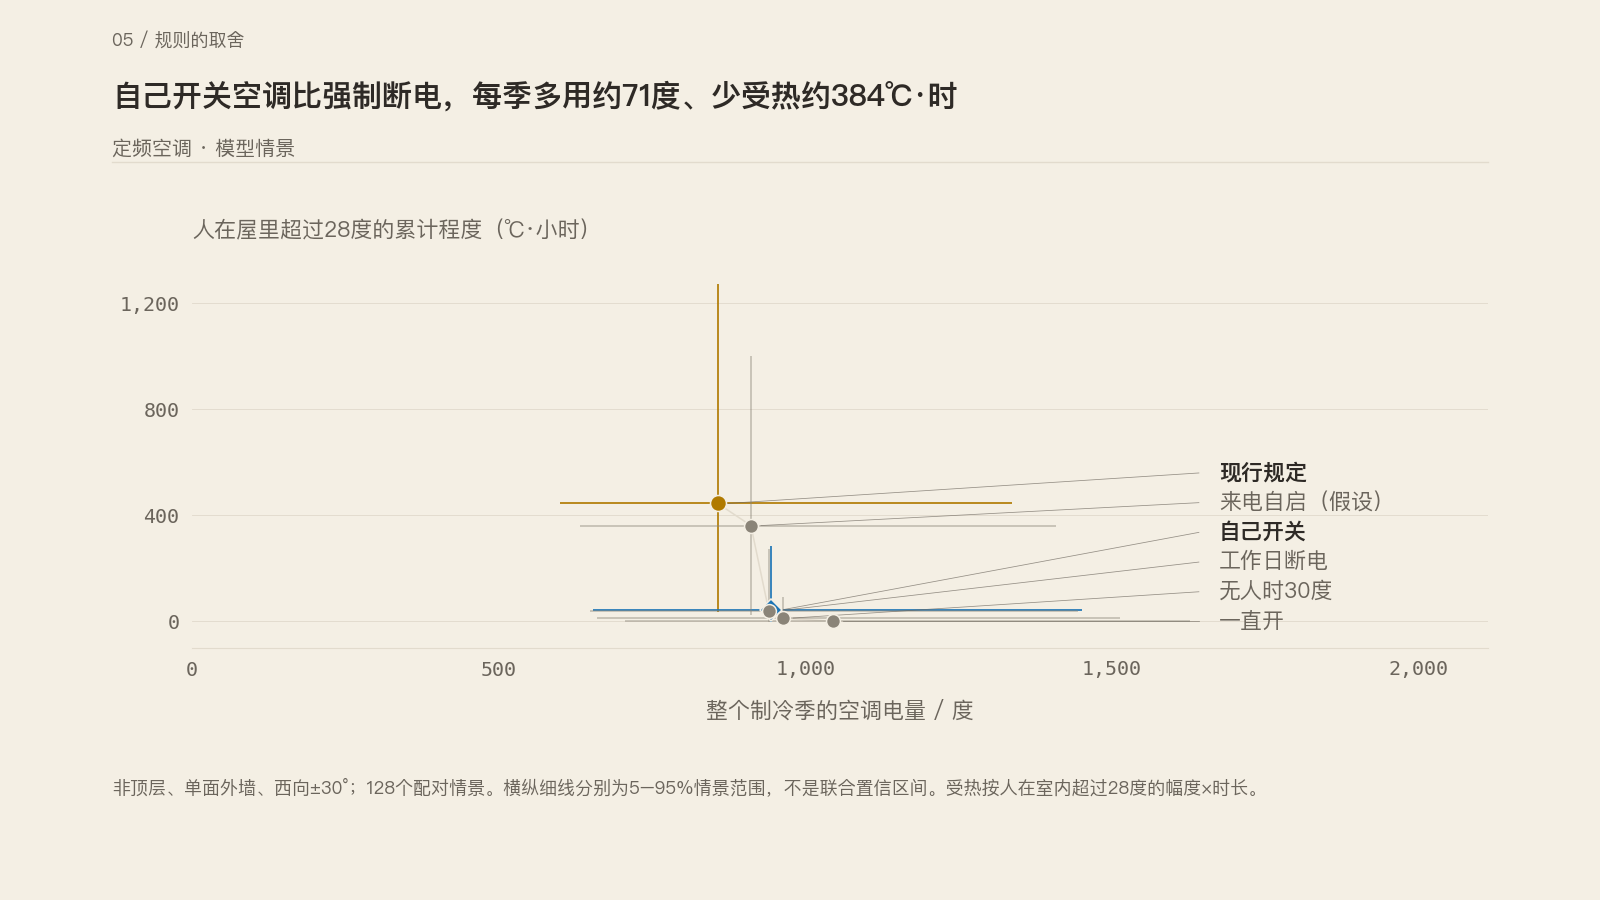 05 / 规则的取舍
自己开关空调比强制断电，每季多用约71度、少受热约384℃·时
定频空调 · 模型情景
人在屋里超过28度的累计程度（℃·小时）
1,200
800
400
0
现行规定
来电自启（假设）
自己开关
工作日断电
无人时30度
一直开
0
500
1,000
1,500
2,000
整个制冷季的空调电量 / 度
非顶层、单面外墙、西向±30°；128个配对情景。横纵细线分别为5–95%情景范围，不是联合置信区间。受热按人在室内超过28度的幅度×时长。